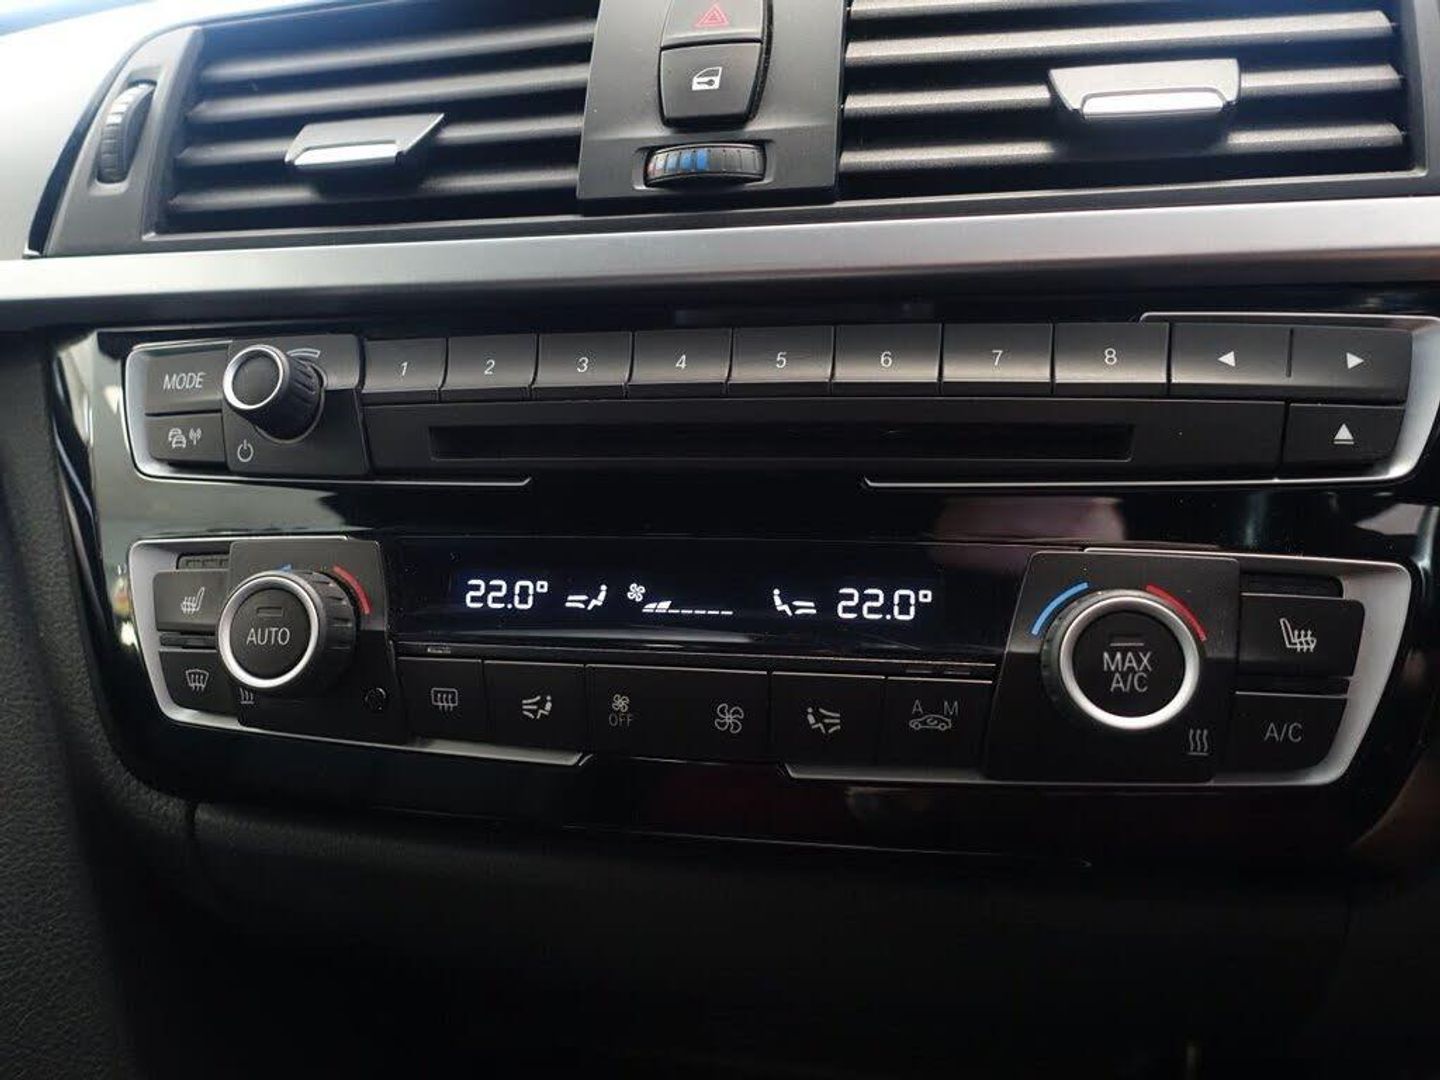 MODE 1 2 3 4 5 6 7 8
22.0° 22.0°
AUTO MAX
A/C
OFF A M A/C